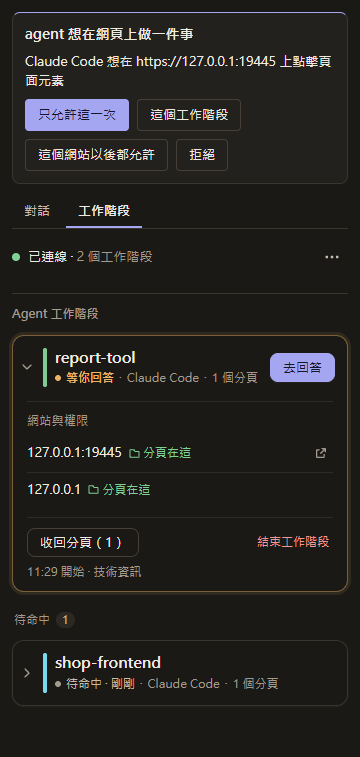 agent 想在網頁上做一件事
Claude Code 想在 https://127.0.0.1:19445 上點擊頁
面元素
只允許這一次
這個工作階段
這個網站以後都允許
拒絕
對話
工作階段
已連線 · 2 個工作階段
Agent 工作階段
report-tool
等你回答 · Claude Code · 1 個分頁
去回答
網站與權限
127.0.0.1:19445 分頁在這
127.0.0.1 分頁在這
收回分頁（1）
結束工作階段
11:29 開始 · 技術資訊
待命中 1
shop-frontend
待命中 · 剛剛 · Claude Code · 1 個分頁